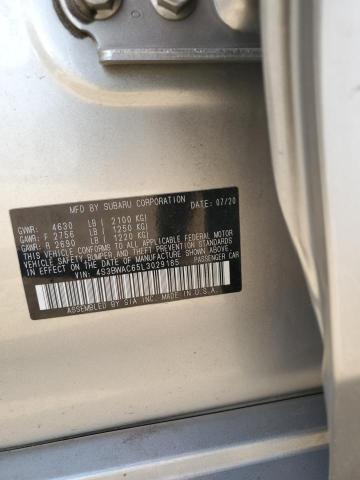 MFD BY SUBARU CORPORATION DATE: 07/20
GVWR: 4630 LB ( 2100 KG)
GAWR: F 2756 LB ( 1250 KG)
GAWR: R 2690 LB ( 1220 KG)
THIS VEHICLE CONFORMS TO ALL APPLICABLE FEDERAL MOTOR
VEHICLE SAFETY, BUMPER AND THEFT PREVENTION STANDARDS
IN EFFECT ON THE DATE OF MANUFACTURE SHOWN ABOVE.
VIN: 4S3BWAC65L3029185 PASSENGER CAR
ASSEMBLED BY SIA INC. MADE IN U.S.A.